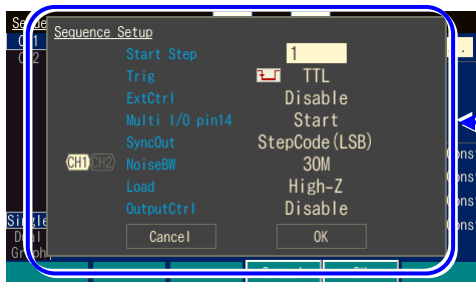 Sequence Setup
Start Step 1
Trig TTL
ExtCtrl Disable
Multi I/O pin14 Start
SyncOut StepCode(LSB)
CH1 CH2 NoiseBW 30M
Load High-Z
OutputCtrl Disable
Cancel OK
Single